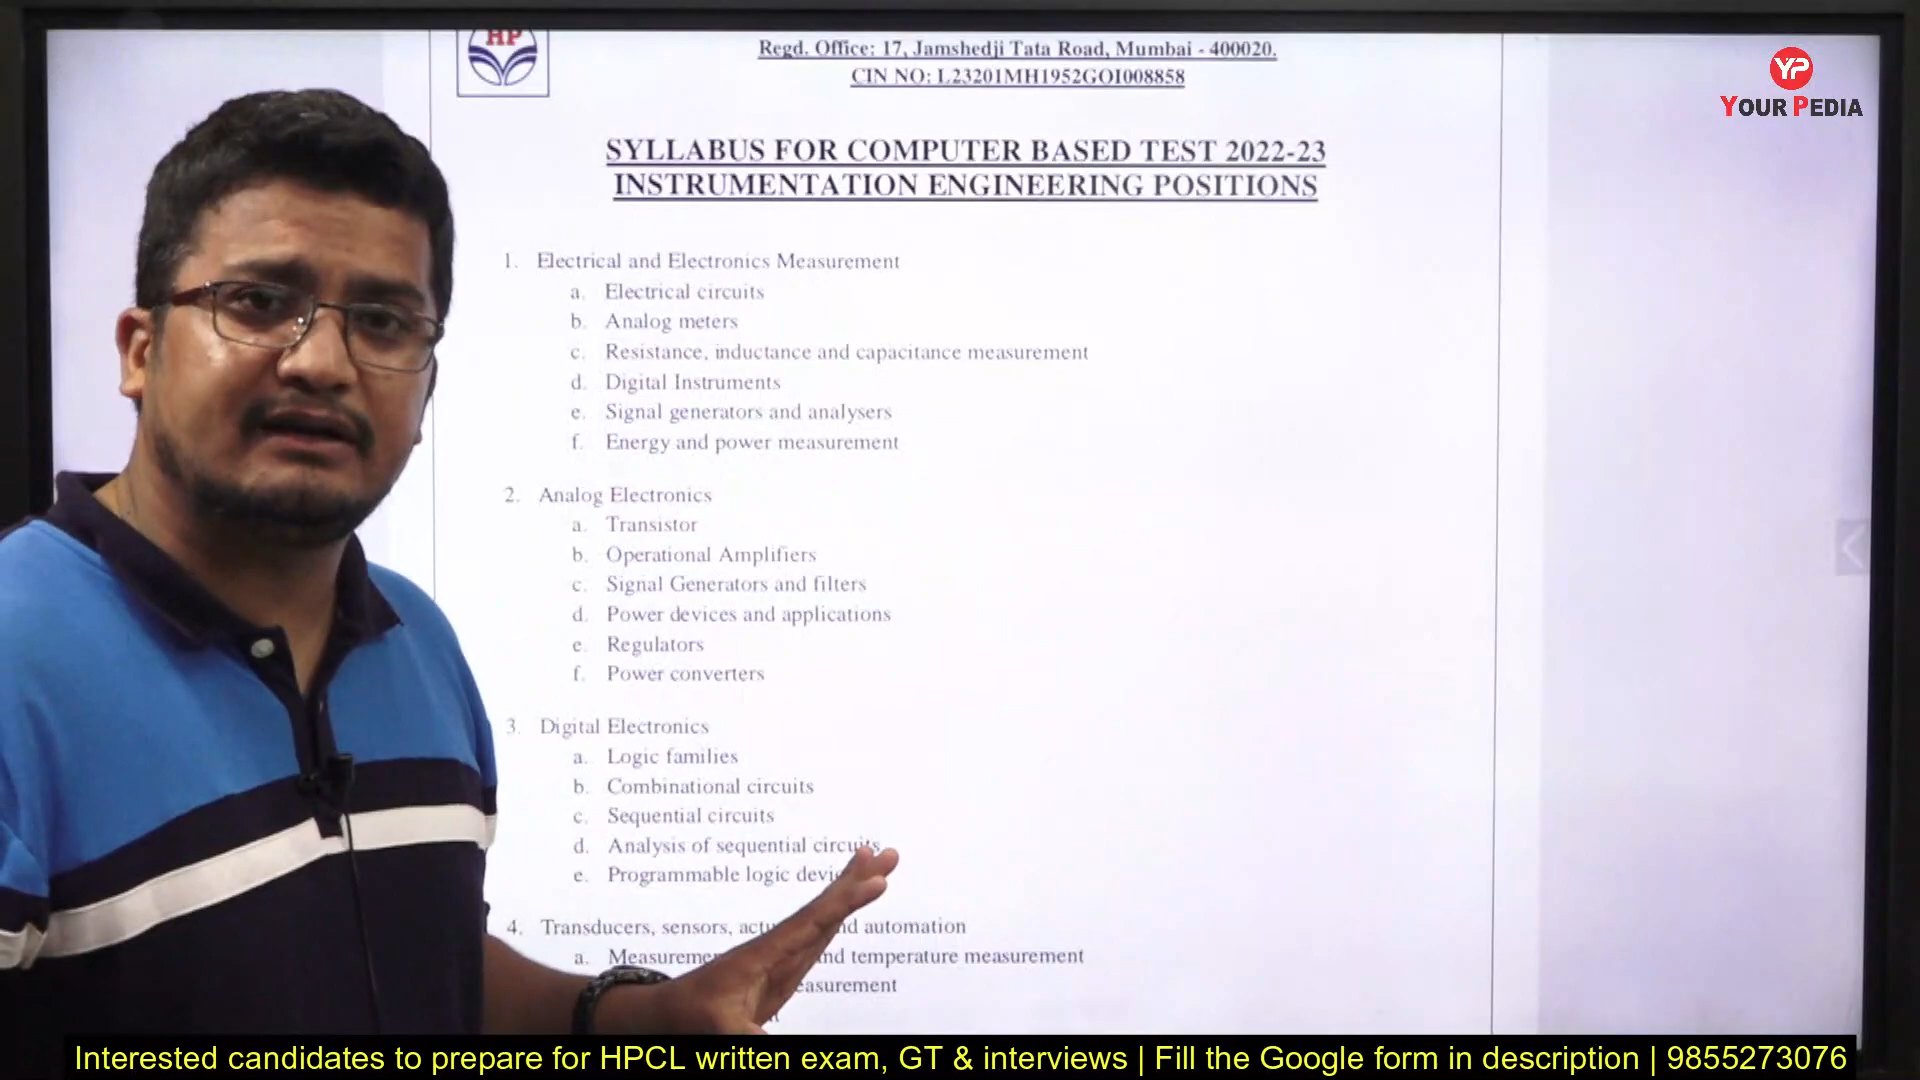 HP
Regd. Office: 17, Jamshedji Tata Road, Mumbai - 400020.
CIN NO: L23201MH1952GOI008858
YP
YOUR PEDIA
SYLLABUS FOR COMPUTER BASED TEST 2022-23
INSTRUMENTATION ENGINEERING POSITIONS
1. Electrical and Electronics Measurement
a. Electrical circuits
b. Analog meters
c. Resistance, inductance and capacitance measurement
d. Digital Instruments
e. Signal generators and analysers
f. Energy and power measurement
2. Analog Electronics
a. Transistor
b. Operational Amplifiers
c. Signal Generators and filters
d. Power devices and applications
e. Regulators
f. Power converters
3. Digital Electronics
a. Logic families
b. Combinational circuits
c. Sequential circuits
d. Analysis of sequential circuits
e. Programmable logic
4. Transducers, sensors, automation
a. temperature measurement
Interested candidates to prepare for HPCL written exam, GT & interviews | Fill the Google form in description | 9855273076